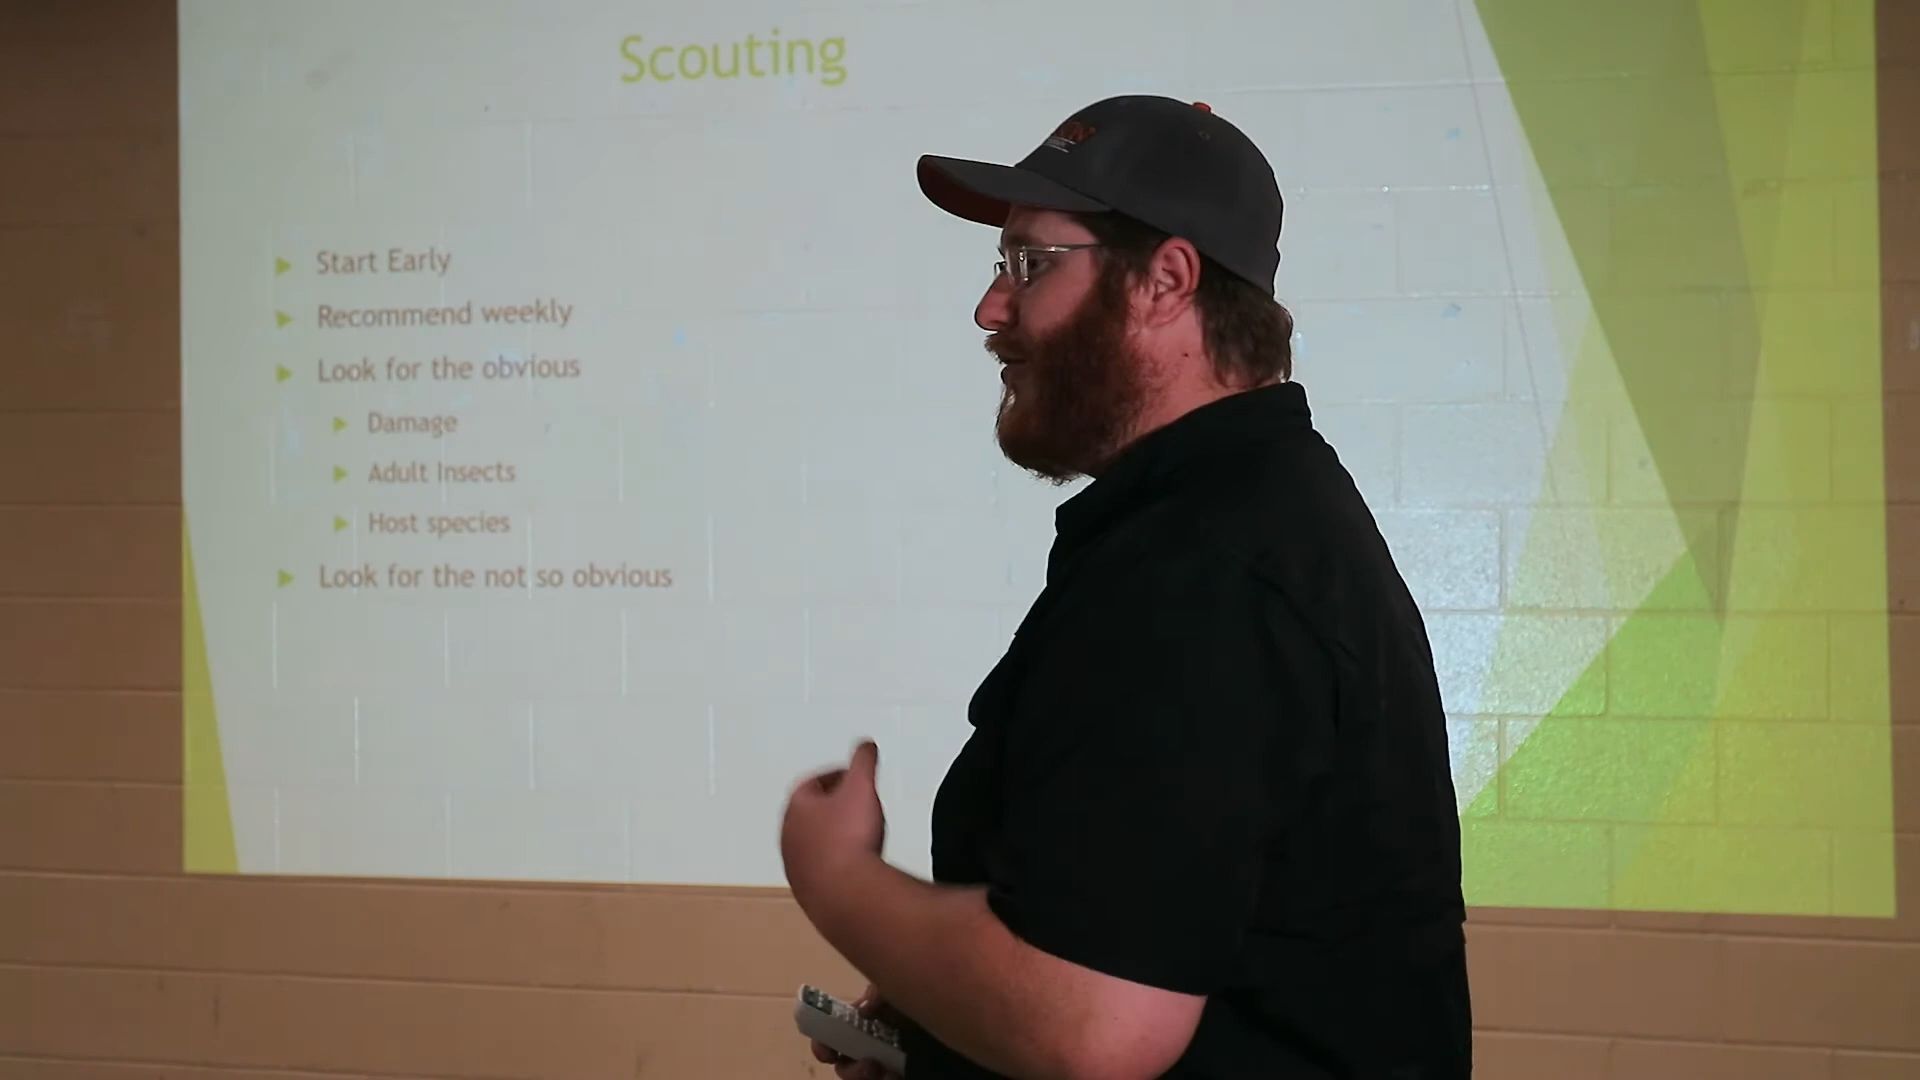 Scouting
Start Early
Recommend weekly
Look for the obvious
Damage
Adult Insects
Host species
Look for the not so obvious